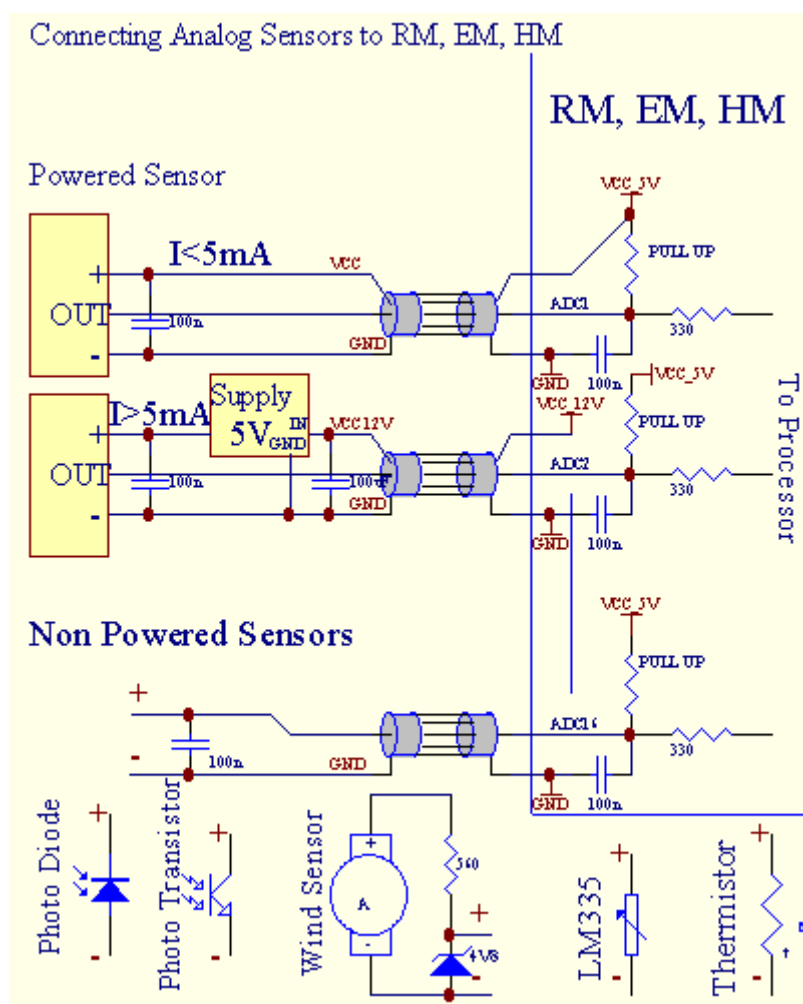 Connecting Analog Sensors to RM, EM, HM
RM, EM, HM
Powered Sensor
VCC_5V
I<5mA
VCC
PULL UP
+
OUT
-
100n
ADC1
330
GND
GND
100n
VCC_5V
I>5mA
Supply
5V
IN
GND
VCC12V
VCC_12V
PULL UP
+
OUT
-
100n
100n
ADC2
330
GND
GND
100n
To Processor
Non Powered Sensors
VCC_5V
PULL UP
+
-
100n
GND
ADC16
330
GND
100n
Photo Diode
+
-
Photo Transistor
+
-
Wind Sensor
+
A
-
560
+
4V8
-
LM335
+
-
Thermistor
+
-
t